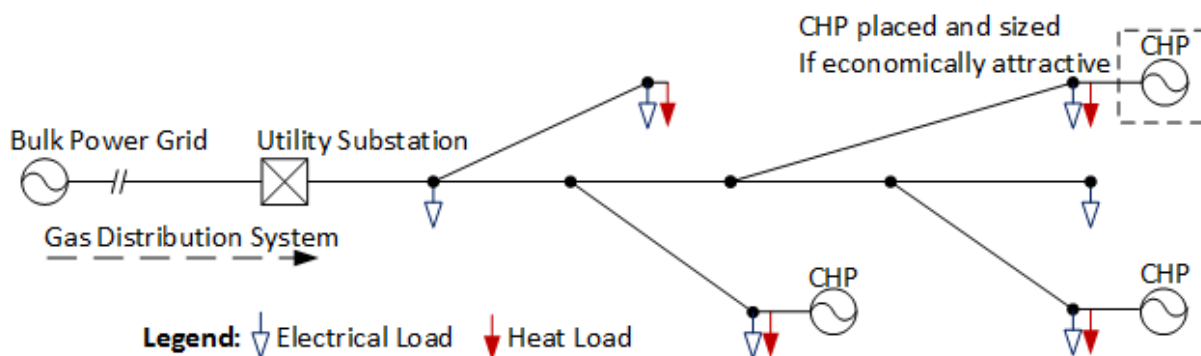 CHP placed and sized
If economically attractive
CHP
Bulk Power Grid
Utility Substation
Gas Distribution System
CHP
CHP
Legend: Electrical Load Heat Load